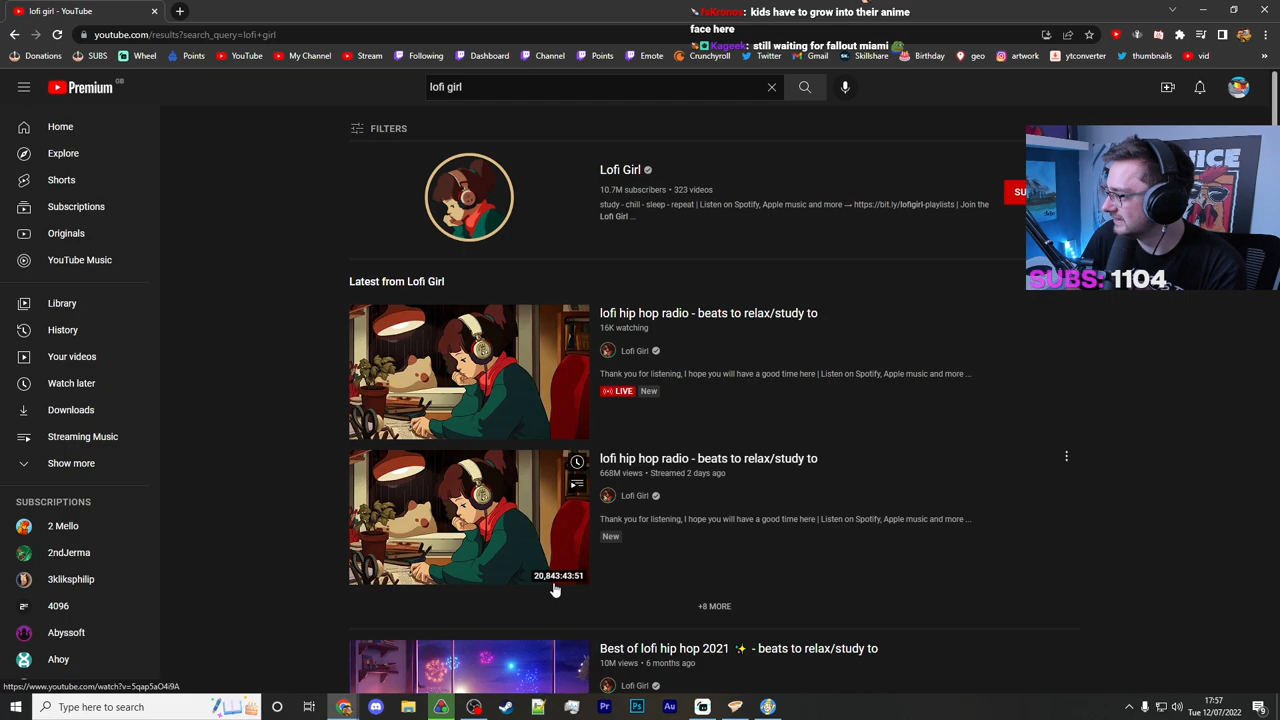 lofi girl - YouTube
fsKronos: kids have to grow into their anime
face here
Kageek: still waiting for fallout miami
youtube.com/results?search_query=lofi+girl
Donations SUBS Wheel Points YouTube My Channel Stream Following Dashboard Channel Points Emote Crunchyroll Twitter Gmail Skillshare Birthday geo artwork ytconverter thumbnails vid
Premium GB
lofi girl
FILTERS
Home
Explore
Shorts
Subscriptions
Originals
YouTube Music
Library
History
Your videos
Watch later
Downloads
Streaming Music
Show more
SUBSCRIPTIONS
2 Mello
2ndJerma
3kliksphilip
4096
Abyssoft
Ahoy
Lofi Girl
10.7M subscribers • 323 videos
study - chill - sleep - repeat | Listen on Spotify, Apple music and more → https://bit.ly/lofigirl-playlists | Join the
Lofi Girl ...
SU
SUBS: 1104
Latest from Lofi Girl
lofi hip hop radio - beats to relax/study to
16K watching
Lofi Girl
Thank you for listening, I hope you will have a good time here | Listen on Spotify, Apple music and more ...
LIVE New
lofi hip hop radio - beats to relax/study to
668M views • Streamed 2 days ago
Lofi Girl
Thank you for listening, I hope you will have a good time here | Listen on Spotify, Apple music and more ...
New
20,843:43:51
+8 MORE
Best of lofi hip hop 2021 ✨ - beats to relax/study to
10M views • 6 months ago
Lofi Girl
https://www.youtube.com/watch?v=5qap5aO4i9A
Type here to search
17:57
12/07/2022
Tue